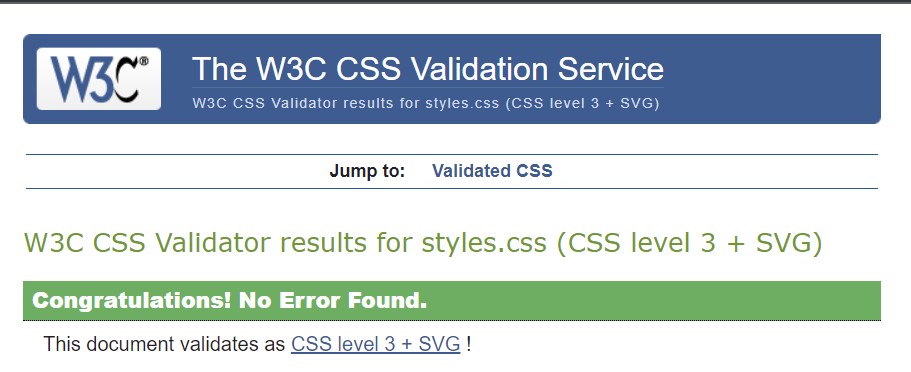 W3C®
The W3C CSS Validation Service
W3C CSS Validator results for styles.css (CSS level 3 + SVG)
Jump to: Validated CSS
W3C CSS Validator results for styles.css (CSS level 3 + SVG)
Congratulations! No Error Found.
This document validates as CSS level 3 + SVG !